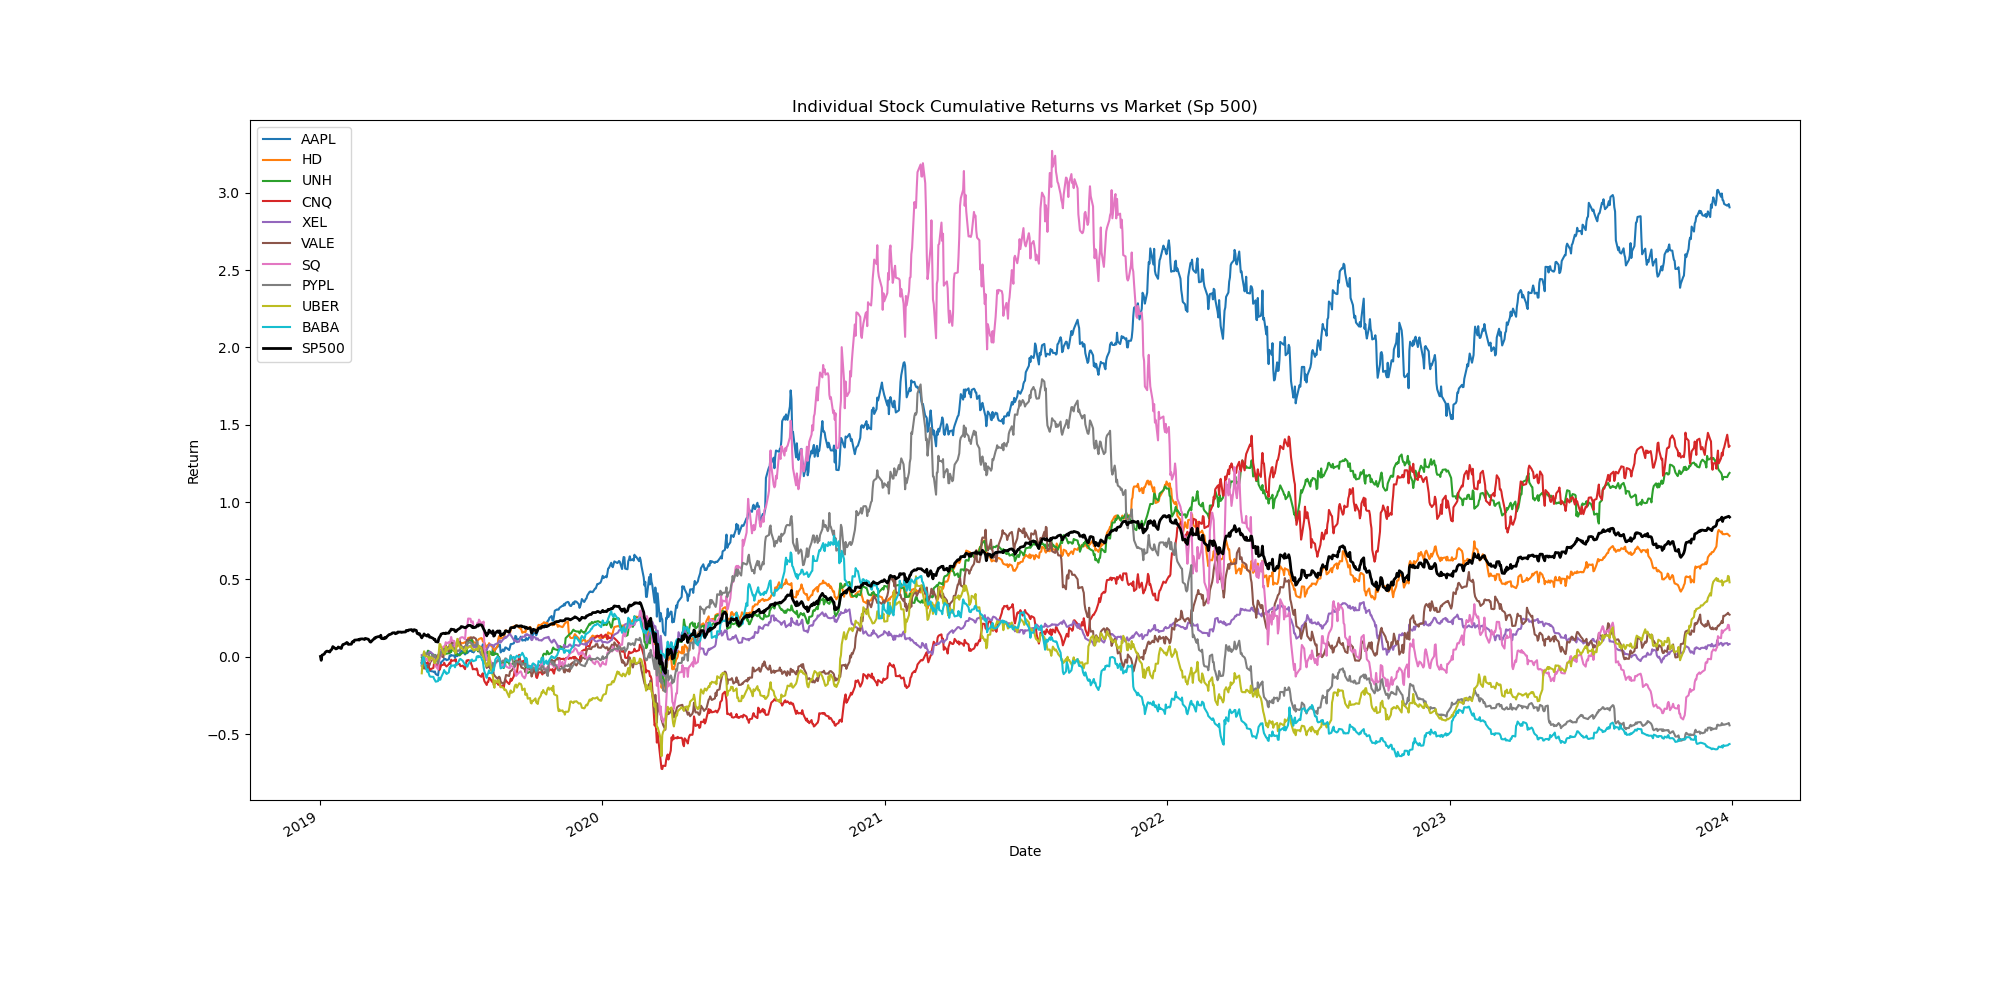 Individual Stock Cumulative Returns vs Market (Sp 500)
AAPL
HD
UNH
CNQ
XEL
VALE
SQ
PYPL
UBER
BABA
SP500
Return
3.0
2.5
2.0
1.5
1.0
0.5
0.0
−0.5
2019
2020
2021
2022
2023
2024
Date